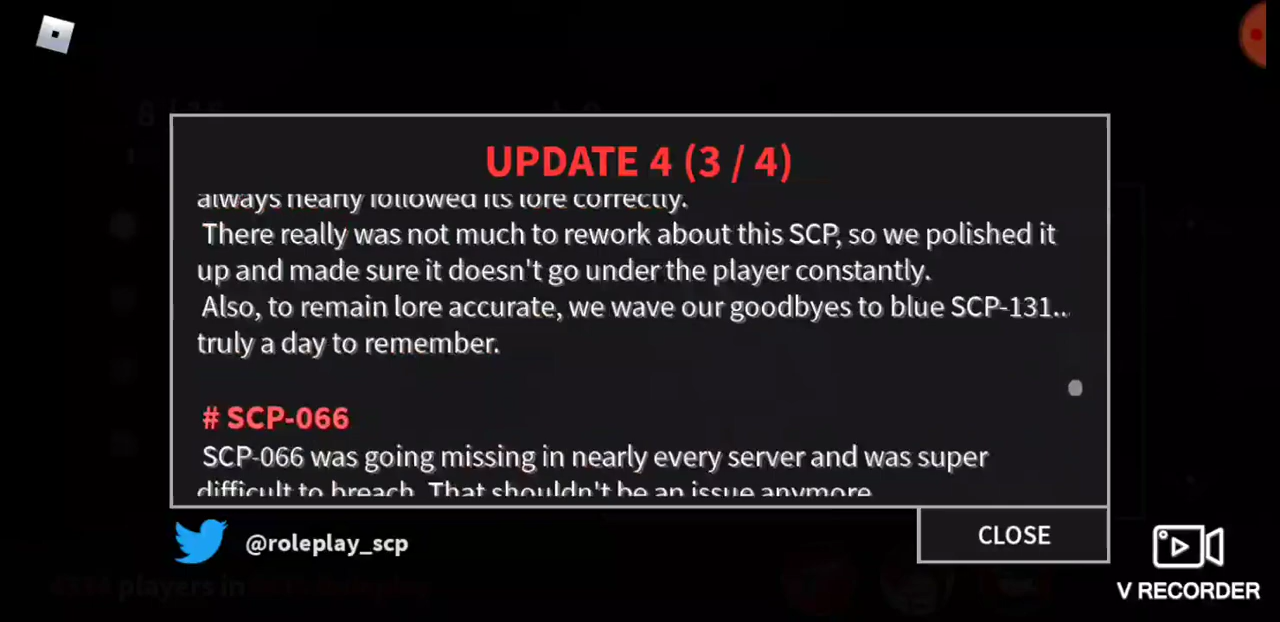 UPDATE 4 (3 / 4)
always nearly followed its lore correctly.
There really was not much to rework about this SCP, so we polished it
up and made sure it doesn't go under the player constantly.
Also, to remain lore accurate, we wave our goodbyes to blue SCP-131..
truly a day to remember.
# SCP-066
SCP-066 was going missing in nearly every server and was super
difficult to breach. That shouldn't be an issue anymore.
@roleplay_scp
CLOSE
V RECORDER
players in